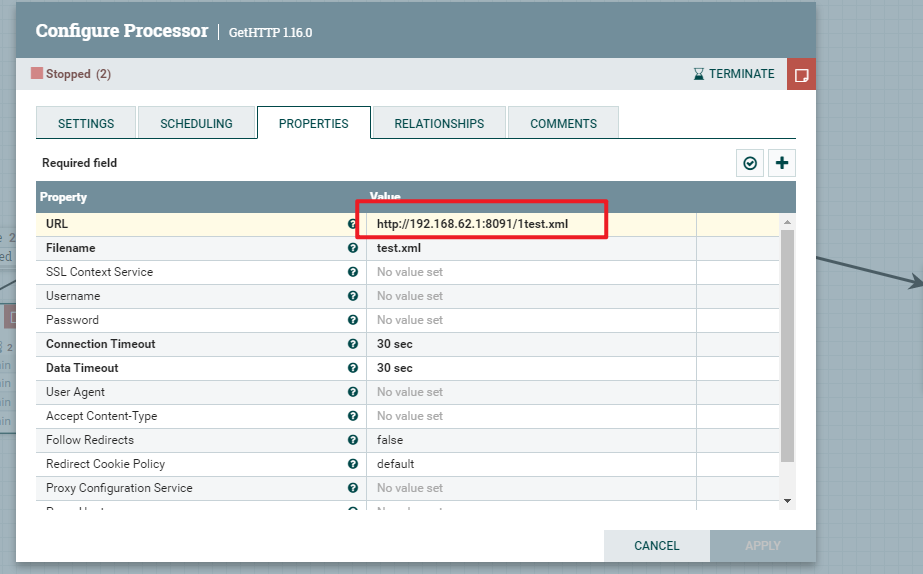 Configure Processor | GetHTTP 1.16.0
Stopped (2) TERMINATE
SETTINGS SCHEDULING PROPERTIES RELATIONSHIPS COMMENTS
Required field
Property Value
URL http://192.168.62.1:8091/1test.xml
Filename test.xml
SSL Context Service No value set
Username No value set
Password No value set
Connection Timeout 30 sec
Data Timeout 30 sec
User Agent No value set
Accept Content-Type No value set
Follow Redirects false
Redirect Cookie Policy default
Proxy Configuration Service No value set
CANCEL APPLY